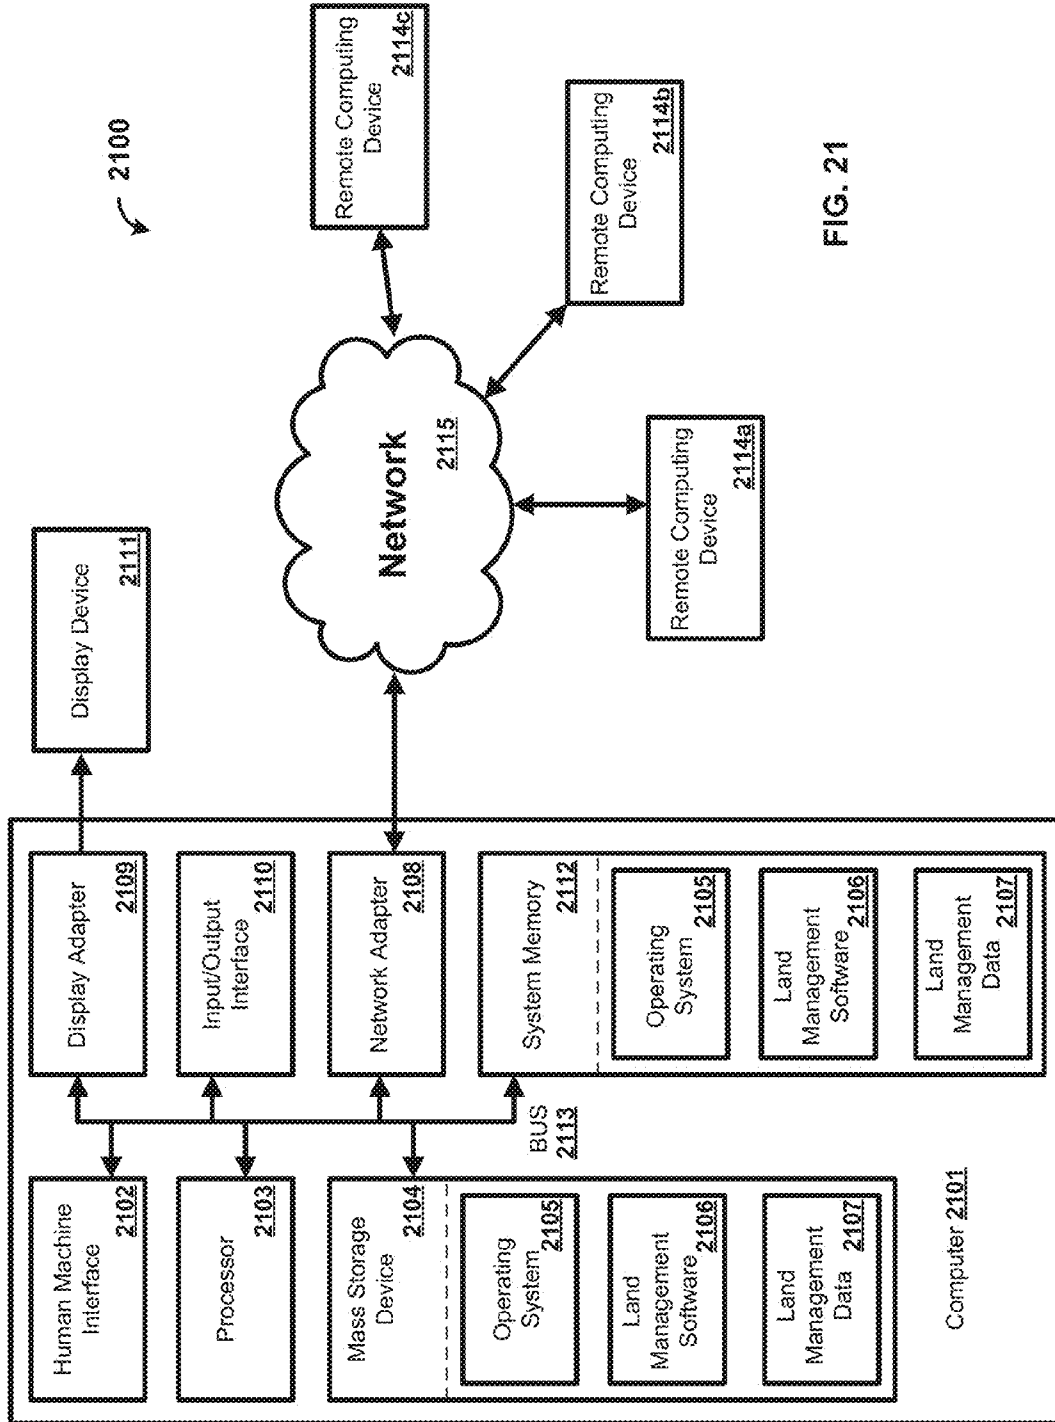 2100
Human Machine
Interface
2102
Processor
2103
Mass Storage
Device
2104
Operating
System
2105
Land
Management
Software
2106
Land
Management
Data
2107
Computer 2101
BUS
2113
Display Adapter
2109
Input/Output
Interface
2110
Network Adapter
2108
System Memory
2112
Operating
System
2105
Land
Management
Software
2106
Land
Management
Data
2107
Display Device
2111
Network
2115
Remote Computing
Device
2114a
Remote Computing
Device
2114b
Remote Computing
Device
2114c
FIG. 21